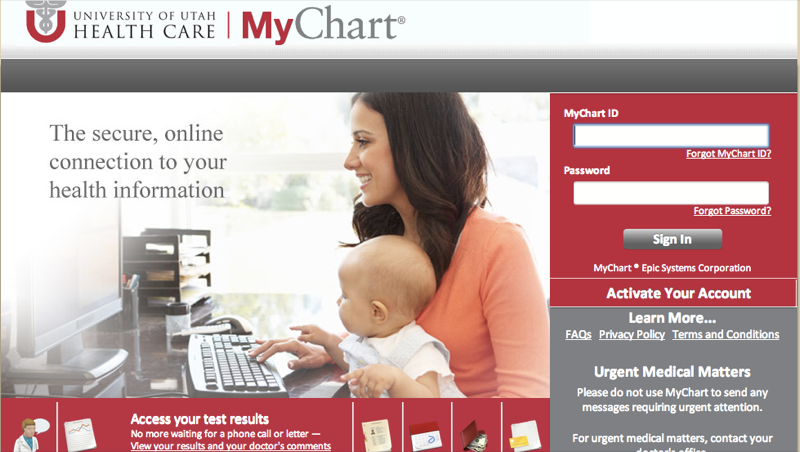 UNIVERSITY OF UTAH
HEALTH CARE
MyChart®
The secure, online
connection to your
health information
MyChart ID
Forgot MyChart ID?
Password
Forgot Password?
Sign In
MyChart ® Epic Systems Corporation
Activate Your Account
Learn More...
FAQs Privacy Policy Terms and Conditions
Urgent Medical Matters
Please do not use MyChart to send any
messages requiring urgent attention.
For urgent medical matters, contact your
doctor's office
Access your test results
No more waiting for a phone call or letter —
View your results and your doctor's comments